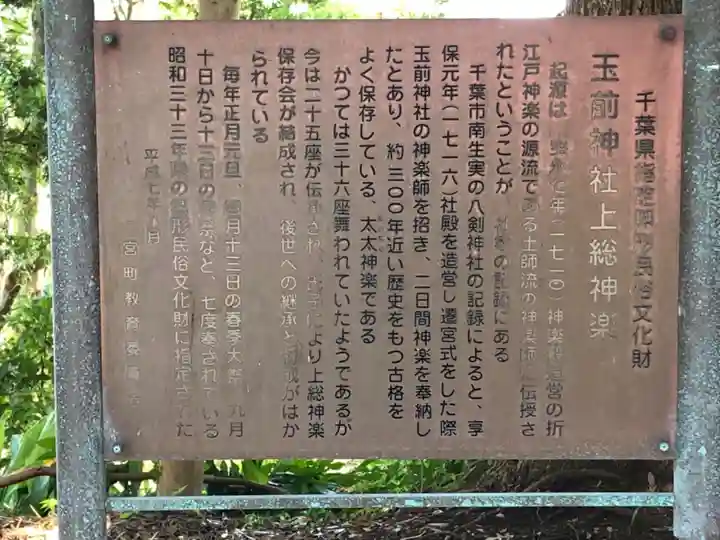 千葉県指定無形民俗文化財
玉前神社上総神楽
起源は 宝永七年(一七一〇)神楽殿造営の折
江戸神楽の源流である土師流の神楽師に伝授さ
れたということが、社家の記録にある
千葉市南生実の八剣神社の記録によると、享
保元年(一七一六)社殿を造営し遷宮式をした際
玉前神社の神楽師を招き、二日間神楽を奉納し
たとあり、約三〇〇年近い歴史をもつ古格を
よく保存している、太太神楽である
かつては三十六座舞われていたようであるが
今は二十五座が伝承され、 により上総神楽
保存会が結成され、後世への継承と 成がはか
られている
毎年正月元旦、 月十三日の春季大祭、九月
十日から十三日の 祭など、七度奏されている
昭和三十三年県の無形民俗文化財に指定された
平成七年 月
宮町教育委員会